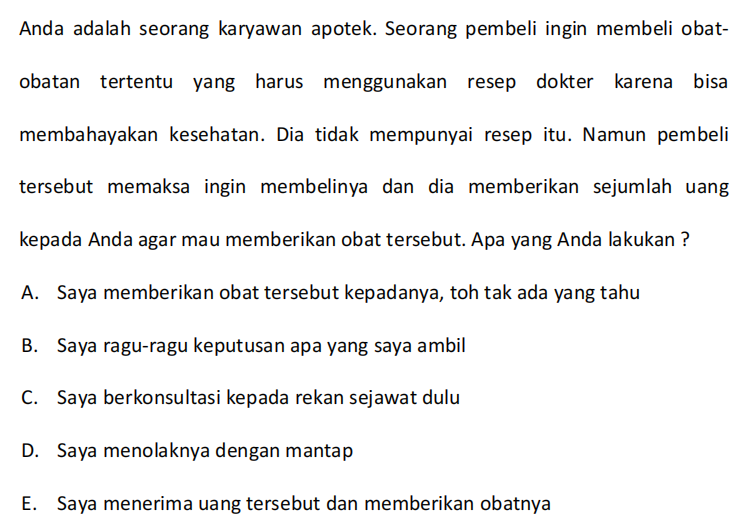 Anda adalah seorang karyawan apotek. Seorang pembeli ingin membeli obat-
obatan tertentu yang harus menggunakan resep dokter karena bisa
membahayakan kesehatan. Dia tidak mempunyai resep itu. Namun pembeli
tersebut memaksa ingin membelinya dan dia memberikan sejumlah uang
kepada Anda agar mau memberikan obat tersebut. Apa yang Anda lakukan ?
A. Saya memberikan obat tersebut kepadanya, toh tak ada yang tahu
B. Saya ragu-ragu keputusan apa yang saya ambil
C. Saya berkonsultasi kepada rekan sejawat dulu
D. Saya menolaknya dengan mantap
E. Saya menerima uang tersebut dan memberikan obatnya